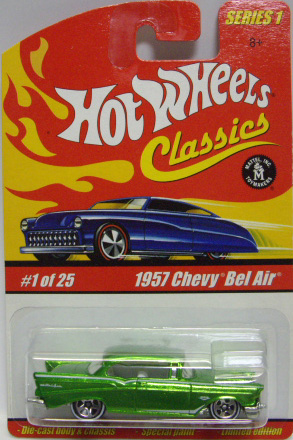 SERIES 1
8+
Hot Wheels
Classics
MATTEL, INC.
M
TOYMAKERS
#1 of 25
1957 Chevy® Bel Air®
Die-Cast Body & Chassis
Special paint
Limited edition